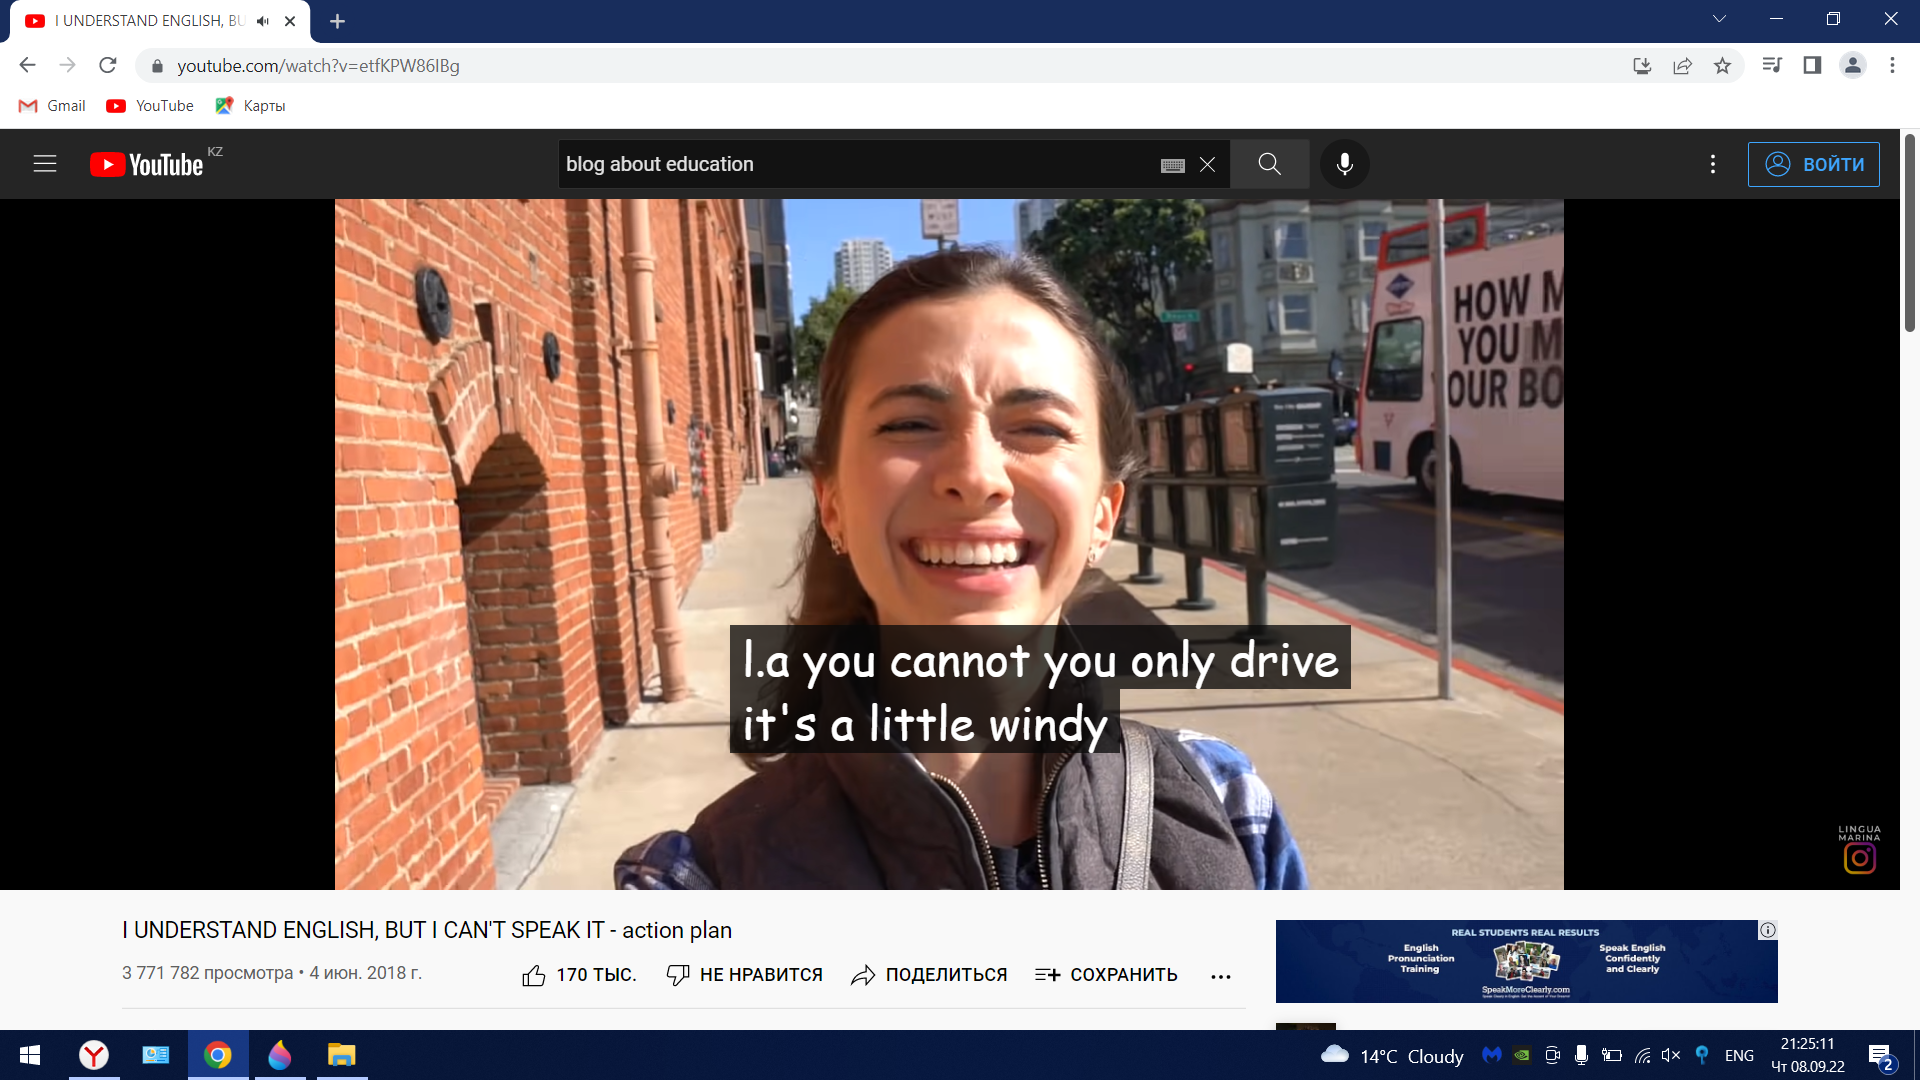 I UNDERSTAND ENGLISH, BU
youtube.com/watch?v=etfKPW86IBg
Gmail YouTube Карты
YouTube KZ
blog about education
ВОЙТИ
HOW M
YOU M
OUR BO
l.a you cannot you only drive
it's a little windy
LINGUA
MARINA
I UNDERSTAND ENGLISH, BUT I CAN'T SPEAK IT - action plan
3 771 782 просмотра • 4 июн. 2018 г.
170 ТЫС. НЕ НРАВИТСЯ ПОДЕЛИТЬСЯ СОХРАНИТЬ
REAL STUDENTS REAL RESULTS
English
Pronunciation
Training
Speak English
Confidently
and Clearly
SpeakMoreClearly.com
14°C Cloudy
ENG
21:25:11
Чт 08.09.22
2